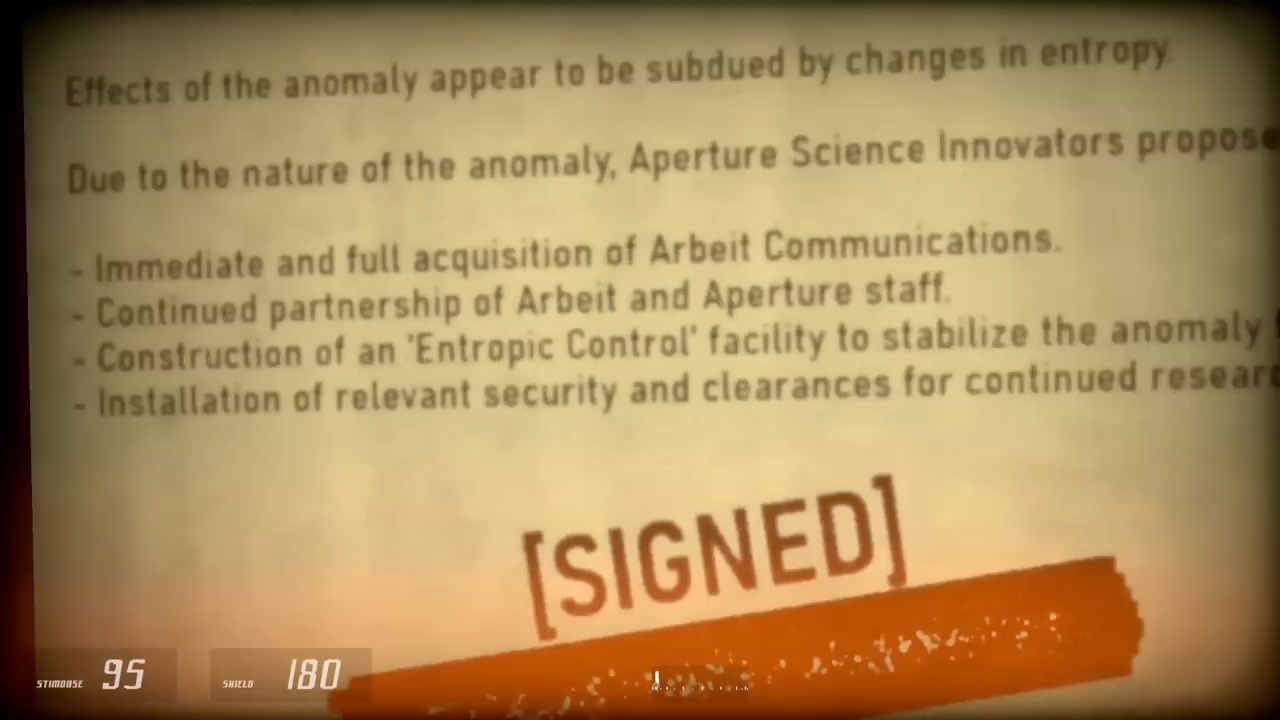 Effects of the anomaly appear to be subdued by changes in entropy.
Due to the nature of the anomaly, Aperture Science Innovators propose
- Immediate and full acquisition of Arbeit Communications.
- Continued partnership of Arbeit and Aperture staff.
- Construction of an 'Entropic Control' facility to stabilize the anomaly
- Installation of relevant security and clearances for continued researc
[SIGNED]
STIMDOSE 95 SHIELD 180